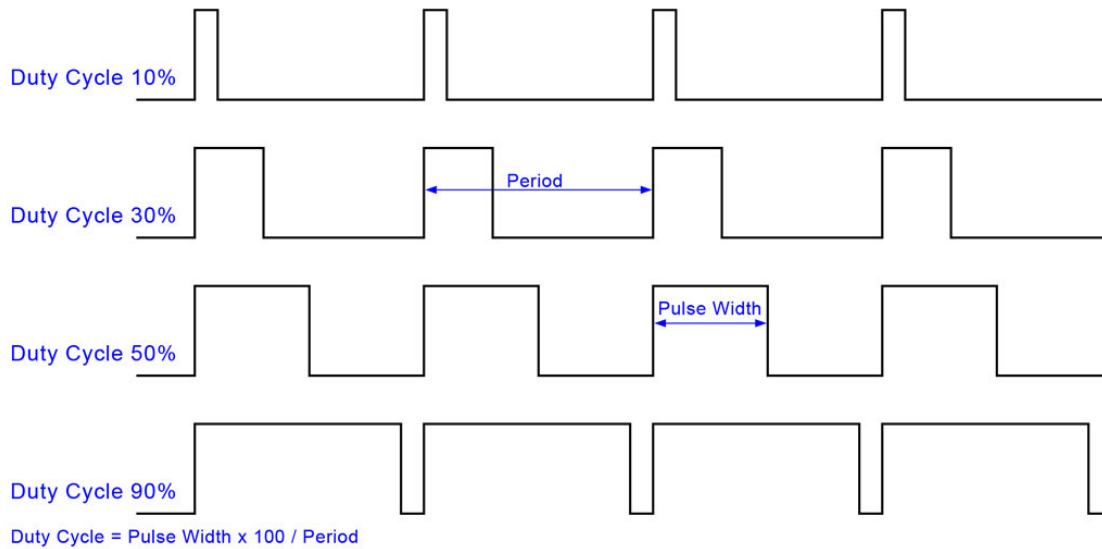 Duty Cycle 10%
Period
Duty Cycle 30%
Pulse Width
Duty Cycle 50%
Duty Cycle 90%
Duty Cycle = Pulse Width x 100 / Period